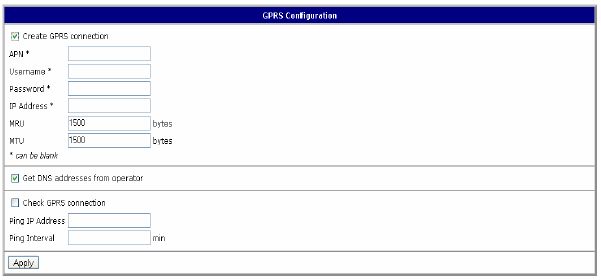 GPRS Configuration
Create GPRS connection
APN *
Username *
Password *
IP Address *
MRU 1500 bytes
MTU 1500 bytes
* can be blank
Get DNS addresses from operator
Check GPRS connection
Ping IP Address
Ping Interval min
Apply